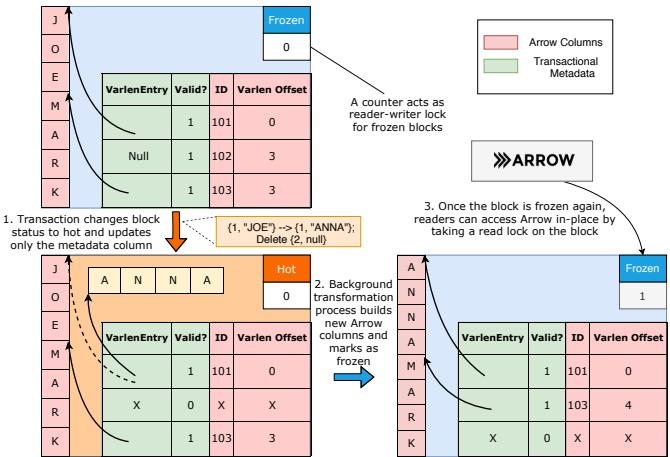 J
O
E
M
A
R
K
Frozen
0
VarlenEntry Valid? ID Varlen Offset
1 101 0
Null 1 102 3
1 103 3
A counter acts as
reader-writer lock
for frozen blocks
Arrow Columns
Transactional
Metadata
ARROW
1. Transaction changes block
status to hot and updates
only the metadata column
{1, "JOE"} --> {1, "ANNA"};
Delete {2, null}
3. Once the block is frozen again,
readers can access Arrow in-place by
taking a read lock on the block
J
O
E
M
A
R
K
A N N A
Hot
0
VarlenEntry Valid? ID Varlen Offset
1 101 0
X 0 X X
1 103 3
2. Background
transformation
process builds
new Arrow
columns and
marks as
frozen
A
N
N
A
M
A
R
K
Frozen
1
VarlenEntry Valid? ID Varlen Offset
1 101 0
1 103 4
X 0 X X